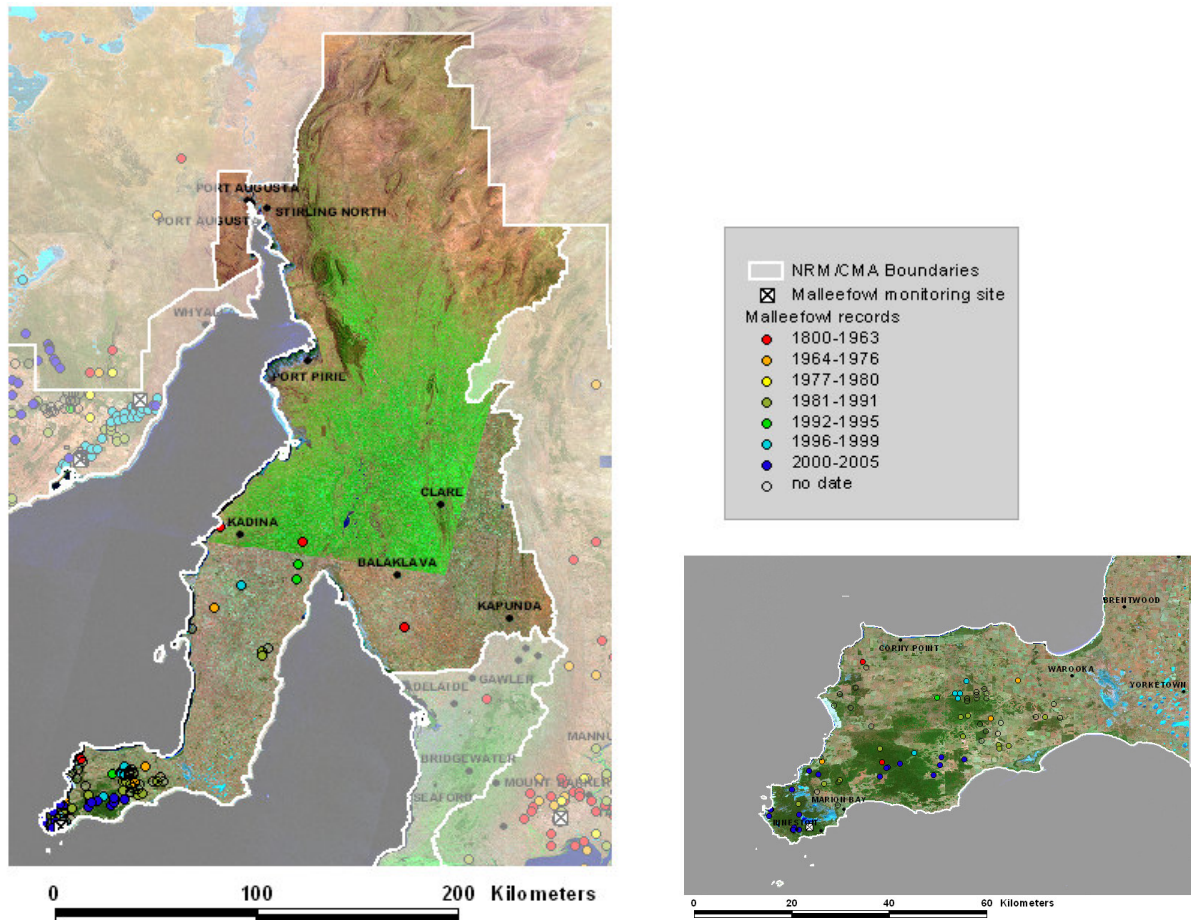 PORT AUGUSTA
STIRLING NORTH
PORT AUGUSTA
WHYALLA
PORT PIRIE
CLARE
KADINA
BALAKLAVA
KAPUNDA
ADELAIDE
GAWLER
BRIDGEWATER
MOUNT BARKER
SEAFORD
0 100 200 Kilometers
NRM/CMA Boundaries
Malleefowl monitoring site
Malleefowl records
1800-1963
1964-1976
1977-1980
1981-1991
1992-1995
1996-1999
2000-2005
no date
BRENTWOOD
CORNY POINT
WAROOKA
YORKETOWN
MARION BAY
0 20 40 60 Kilometers